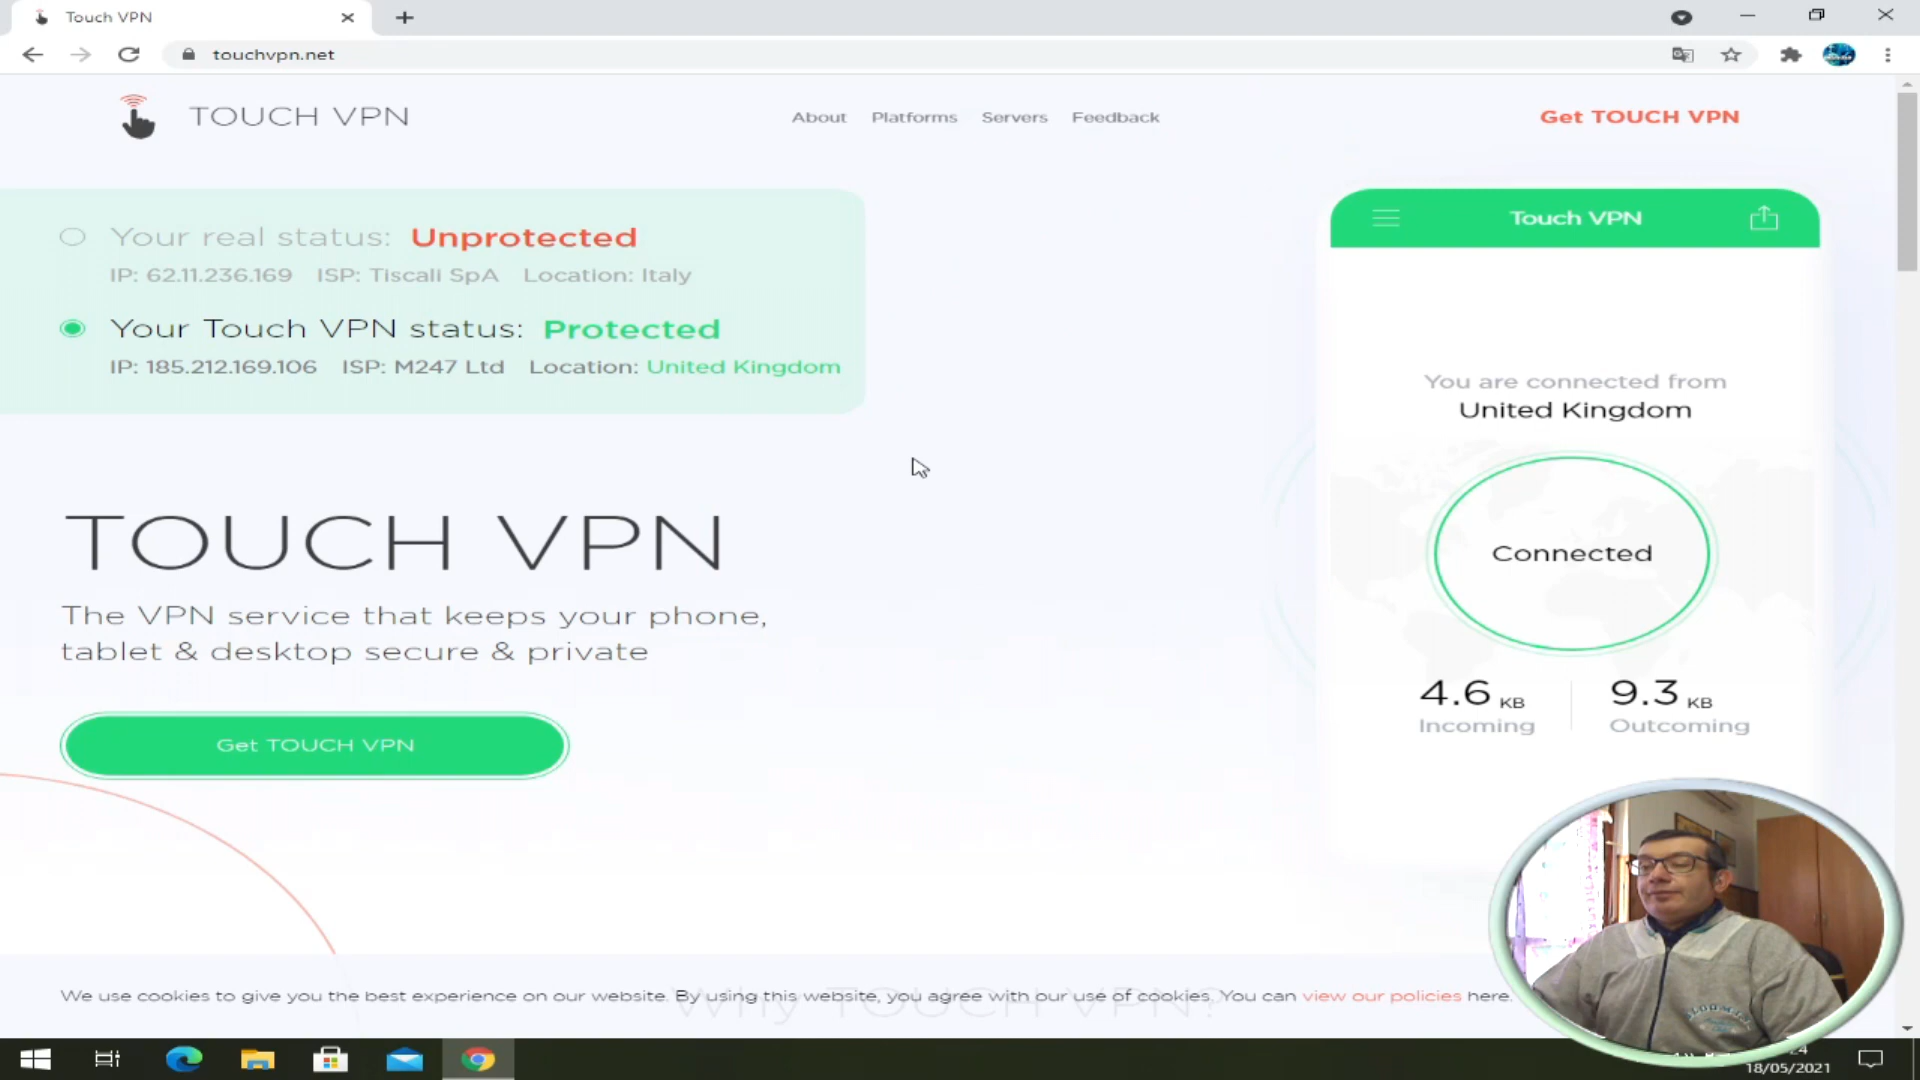 Touch VPN
touchvpn.net
TOUCH VPN
About Platforms Servers Feedback
Get TOUCH VPN
Your real status: Unprotected
IP: 62.11.236.169 ISP: Tiscali SpA Location: Italy
Your Touch VPN status: Protected
IP: 185.212.169.106 ISP: M247 Ltd Location: United Kingdom
TOUCH VPN
The VPN service that keeps your phone,
tablet & desktop secure & private
Get TOUCH VPN
Touch VPN
You are connected from
United Kingdom
Connected
4.6 KB 9.3 KB
Incoming Outcoming
Why TOUCH VPN?
We use cookies to give you the best experience on our website. By using this website, you agree with our use of cookies. You can view our policies here.
18/05/2021